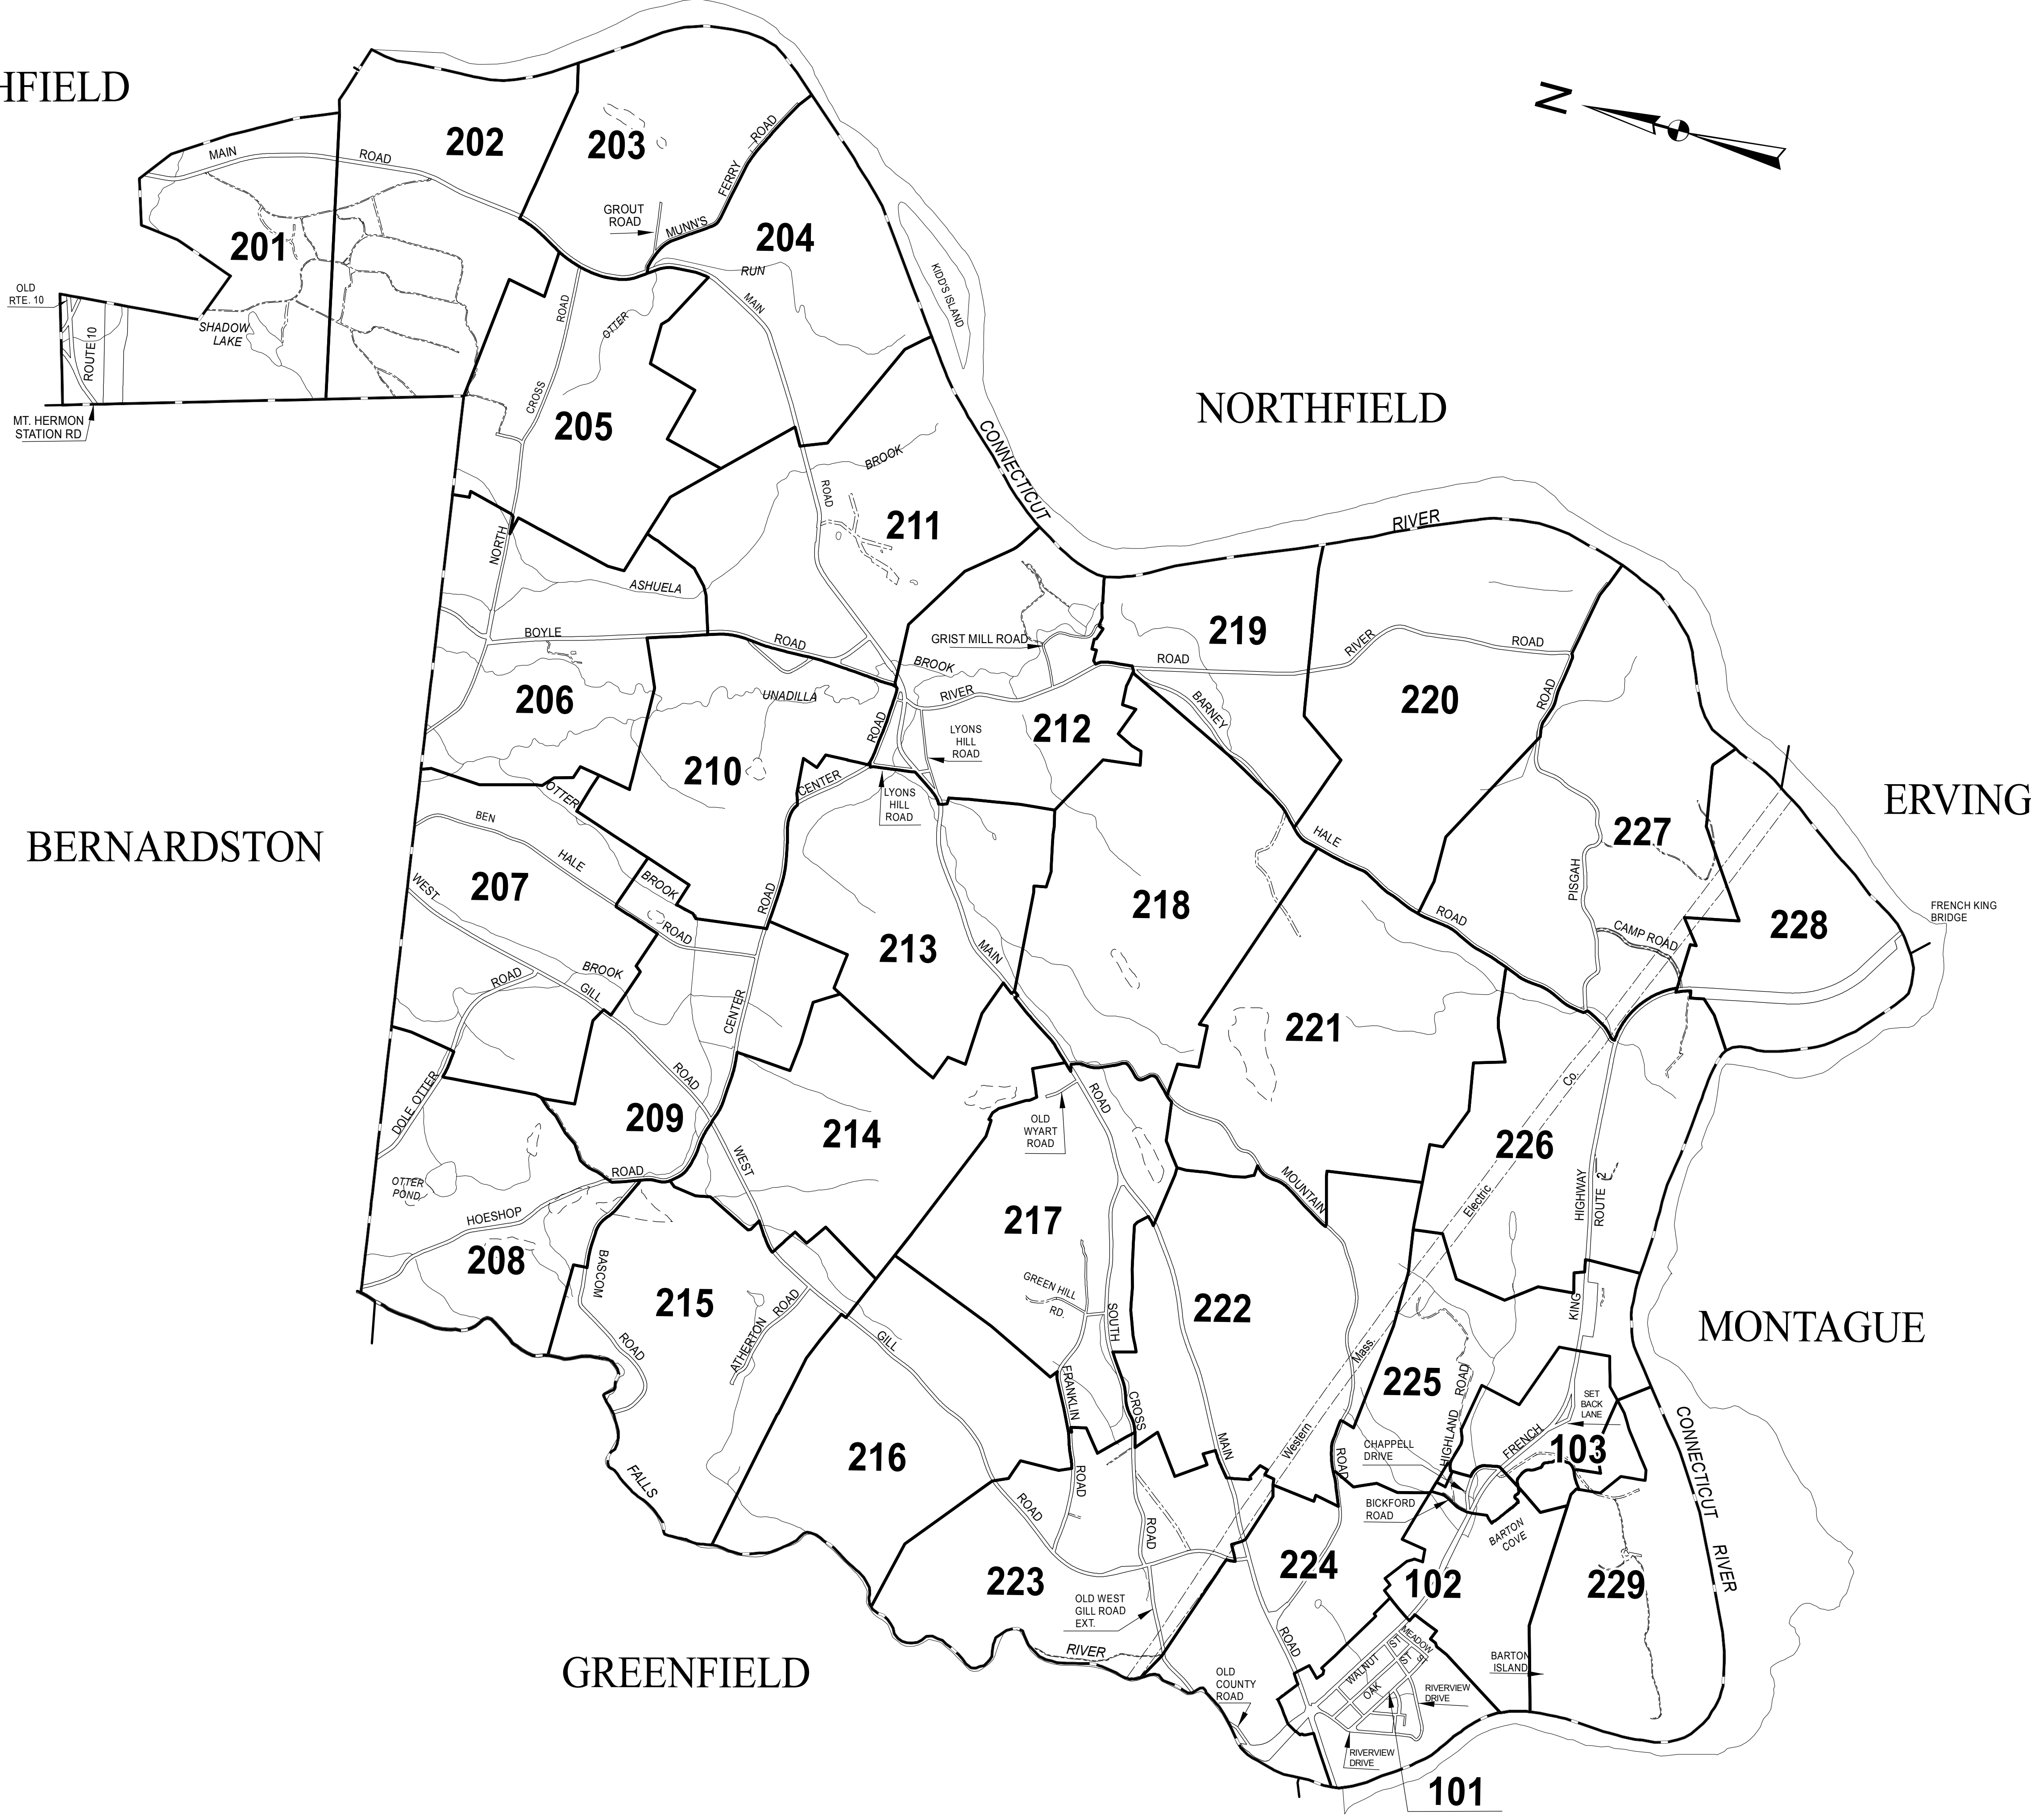 HFIELD
N
202
203
MAIN
ROAD
FERRY
ROAD
GROUT
ROAD
MUNN'S
204
201
RUN
KIDD'S ISLAND
OLD
RTE. 10
ROUTE 10
SHADOW
LAKE
ROAD
OTTER
MAIN
CROSS
205
MT. HERMON
STATION RD
NORTHFIELD
CONNECTICUT
RIVER
BROOK
ROAD
211
NORTH
ASHUELA
BOYLE
ROAD
GRIST MILL ROAD
219
ROAD
RIVER
ROAD
BROOK
206
UNADILLA
RIVER
ROAD
BARNEY
220
ROAD
212
LYONS
HILL
ROAD
210
CENTER
LYONS
HILL
ROAD
ERVING
OTTER
BEN
HALE
227
BERNARDSTON
HALE
PISGAH
207
WEST
BROOK
ROAD
ROAD
218
ROAD
FRENCH KING
BRIDGE
228
CAMP ROAD
213
MAIN
ROAD
BROOK
GILL
CENTER
221
ROAD
Co.
DOLE OTTER
209
214
ROAD
OLD
WYART
ROAD
226
WEST
ROAD
OTTER
POND
MOUNTAIN
Electric
HIGHWAY
ROUTE 2
HOESHOP
217
208
BASCOM
215
GREEN HILL
RD.
SOUTH
222
KING
MONTAGUE
ATHERTON
ROAD
GILL
ROAD
Mass.
225
FRANKLIN
CROSS
HIGHLAND ROAD
SET
BACK
LANE
CONNECTICUT
RIVER
MAIN
Western
CHAPPELL
DRIVE
FRENCH
103
216
FALLS
ROAD
ROAD
BICKFORD
ROAD
ROAD
ROAD
BARTON
COVE
224
102
229
223
OLD WEST
GILL ROAD
EXT.
RIVER
ROAD
MEADOW
ST
ST
ST
WALNUT
OAK
BARTON
ISLAND
GREENFIELD
OLD
COUNTY
ROAD
RIVERVIEW
DRIVE
RIVERVIEW
DRIVE
101